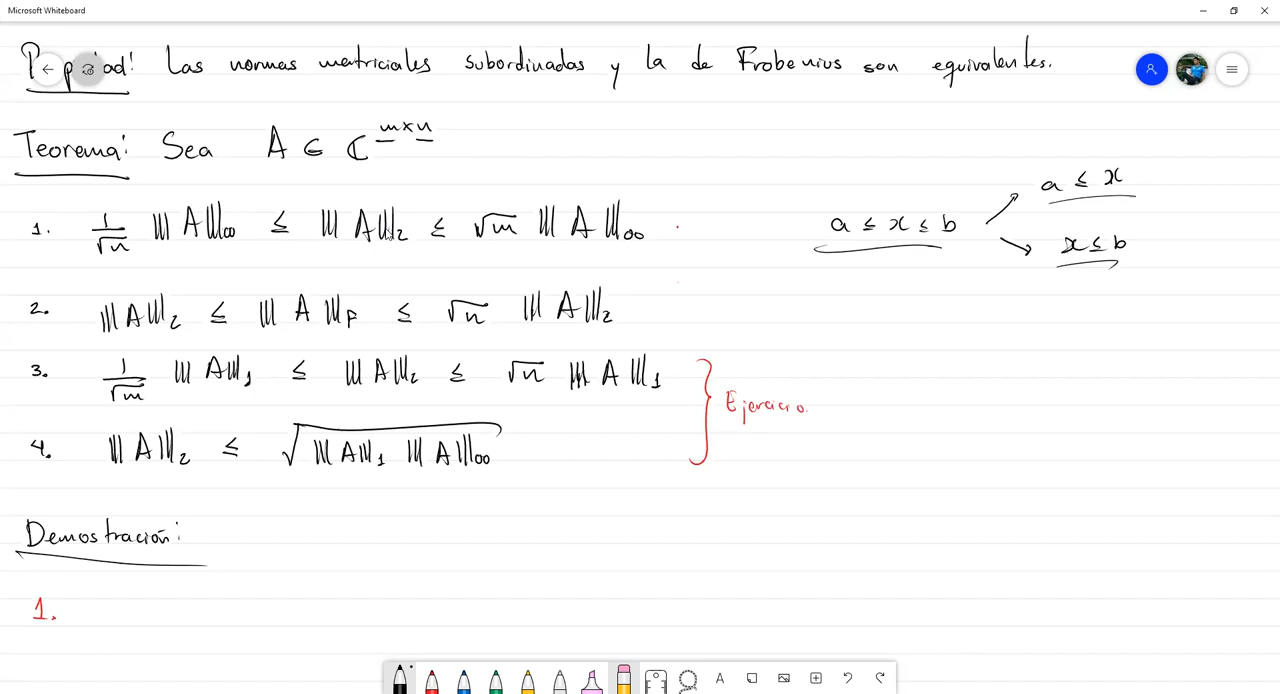 Microsoft Whiteboard
Las normas matriciales subordinadas y la de Frobenius son equivalentes.
Teorema: Sea A ∈ ℂ^{m×n}
1. 1/√n |||A|||∞ ≤ |||A|||₂ ≤ √m |||A|||∞
a ≤ x ≤ b
a ≤ x
x ≤ b
2. |||A|||₂ ≤ |||A|||F ≤ √n |||A|||₂
3. 1/√m |||A|||₁ ≤ |||A|||₂ ≤ √n |||A|||₁
Ejercicio.
4. |||A|||₂ ≤ √(|||A|||₁ |||A|||∞)
Demostración:
1.
A